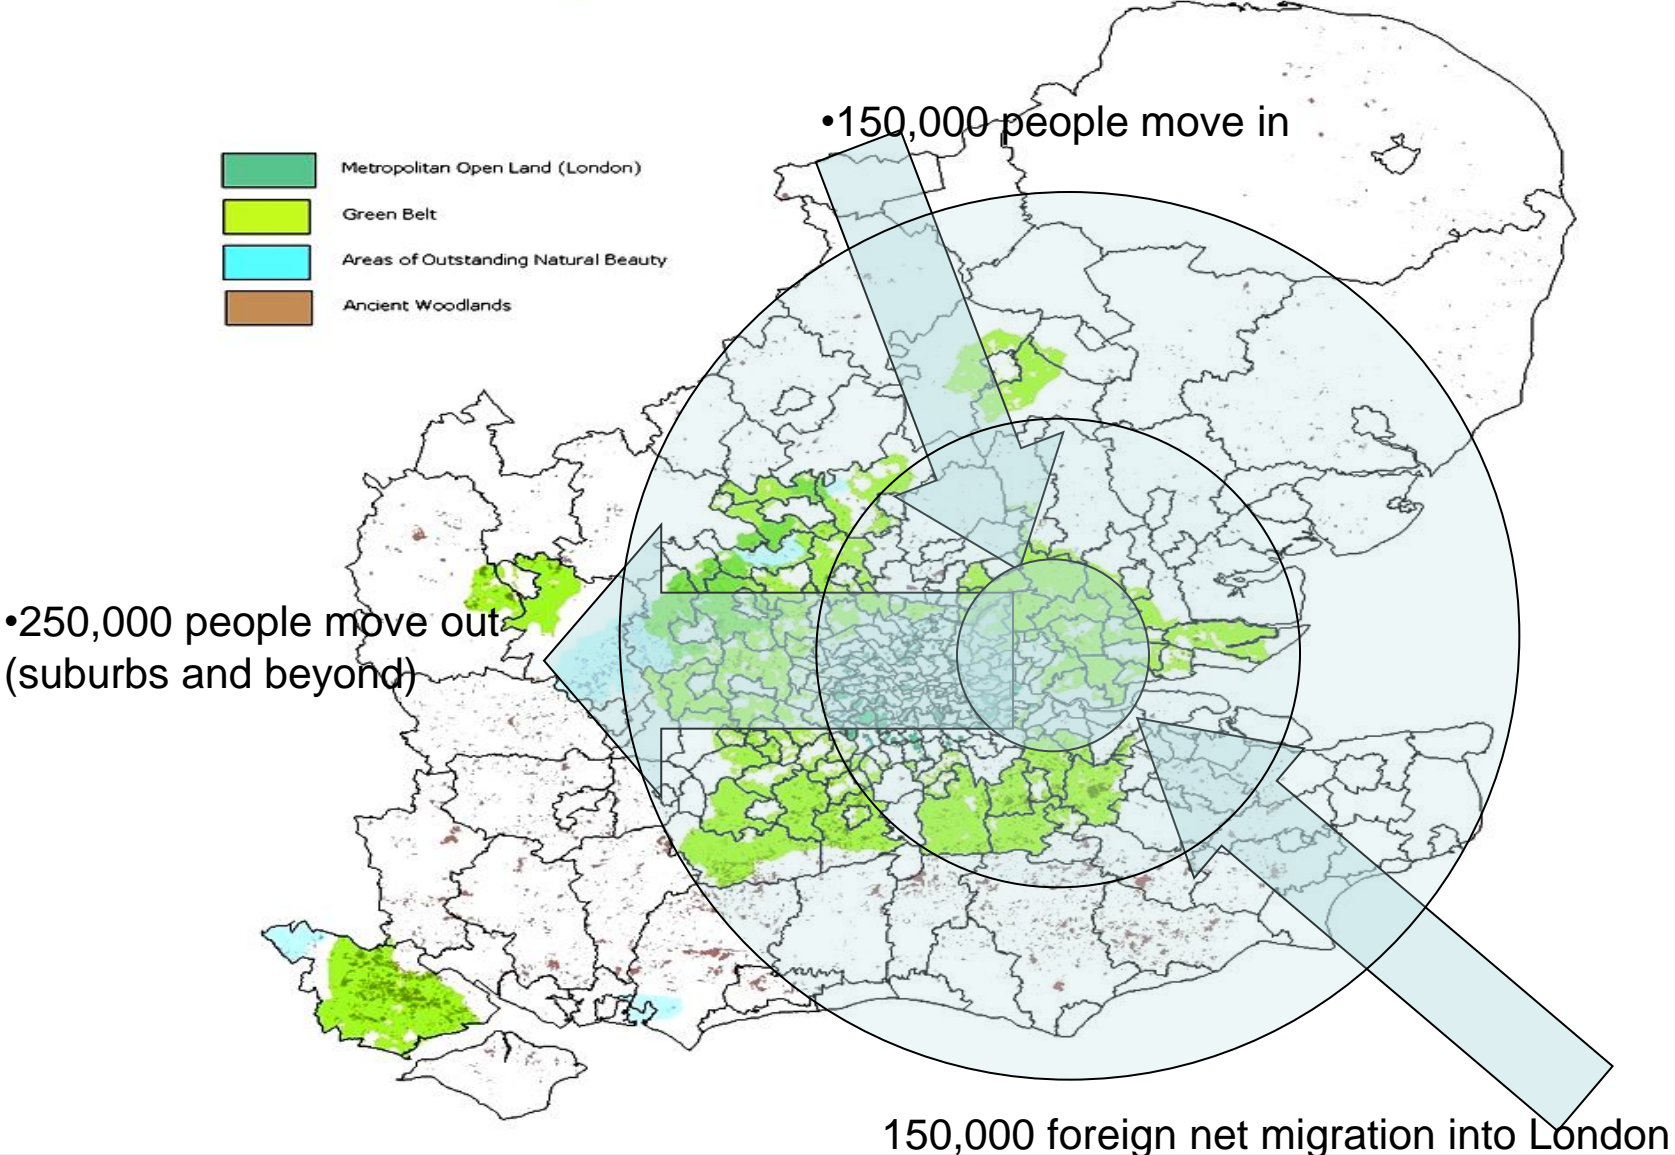 •150,000 people move in
Metropolitan Open Land (London)
Green Belt
Areas of Outstanding Natural Beauty
Ancient Woodlands
•250,000 people move out
(suburbs and beyond)
150,000 foreign net migration into London